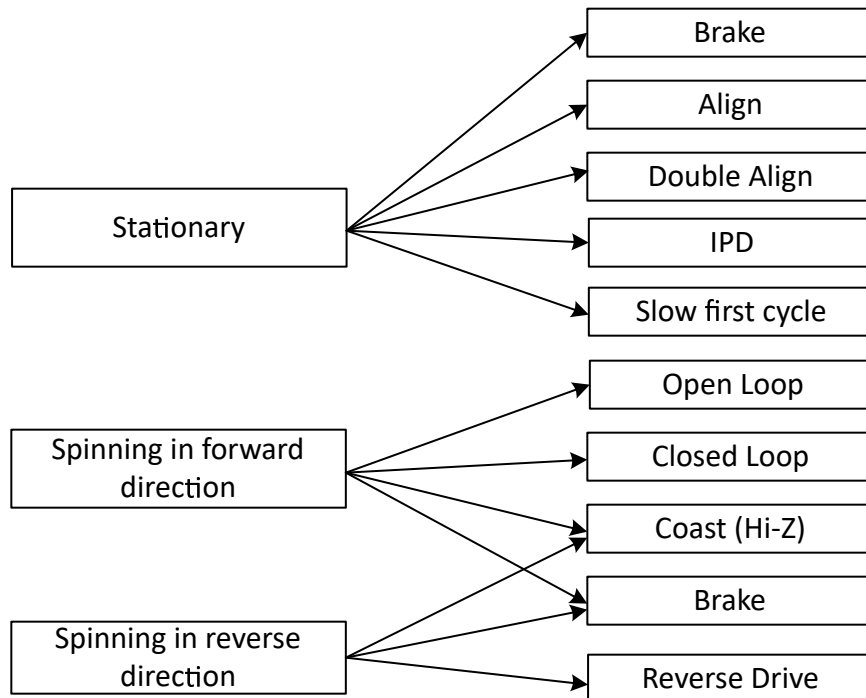 Brake
Align
Double Align
Stationary
IPD
Slow first cycle
Open Loop
Spinning in forward
direction
Closed Loop
Coast (Hi-Z)
Brake
Spinning in reverse
direction
Reverse Drive